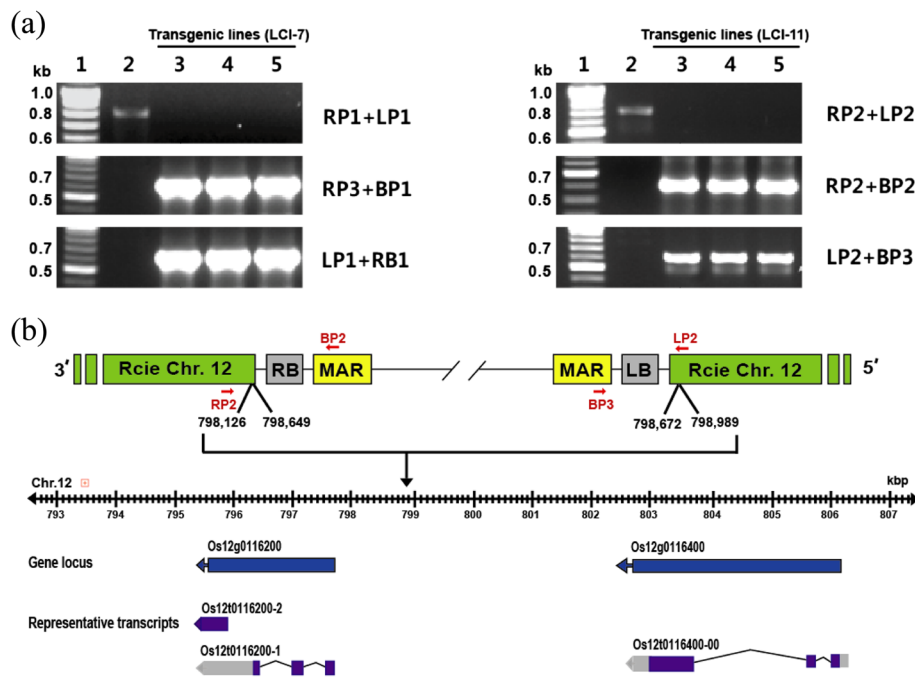 (a)
Transgenic lines (LCI-7)
kb 1 2 3 4 5
1.0
0.8
0.6
RP1+LP1
0.7
0.5
RP3+BP1
0.7
0.5
LP1+RB1
Transgenic lines (LCI-11)
kb 1 2 3 4 5
1.0
0.8
0.6
RP2+LP2
0.7
0.5
RP2+BP2
0.7
0.5
LP2+BP3
(b)
BP2 LP2
3' Rcie Chr. 12 RB MAR MAR LB Rcie Chr. 12 5'
RP2 BP3
798,126 798,649 798,672 798,989
Chr.12 kbp
793 794 795 796 797 798 799 800 801 802 803 804 805 806 807
Os12g0116200 Os12g0116400
Gene locus
Os12t0116200-2
Representative transcripts
Os12t0116200-1 Os12t0116400-00